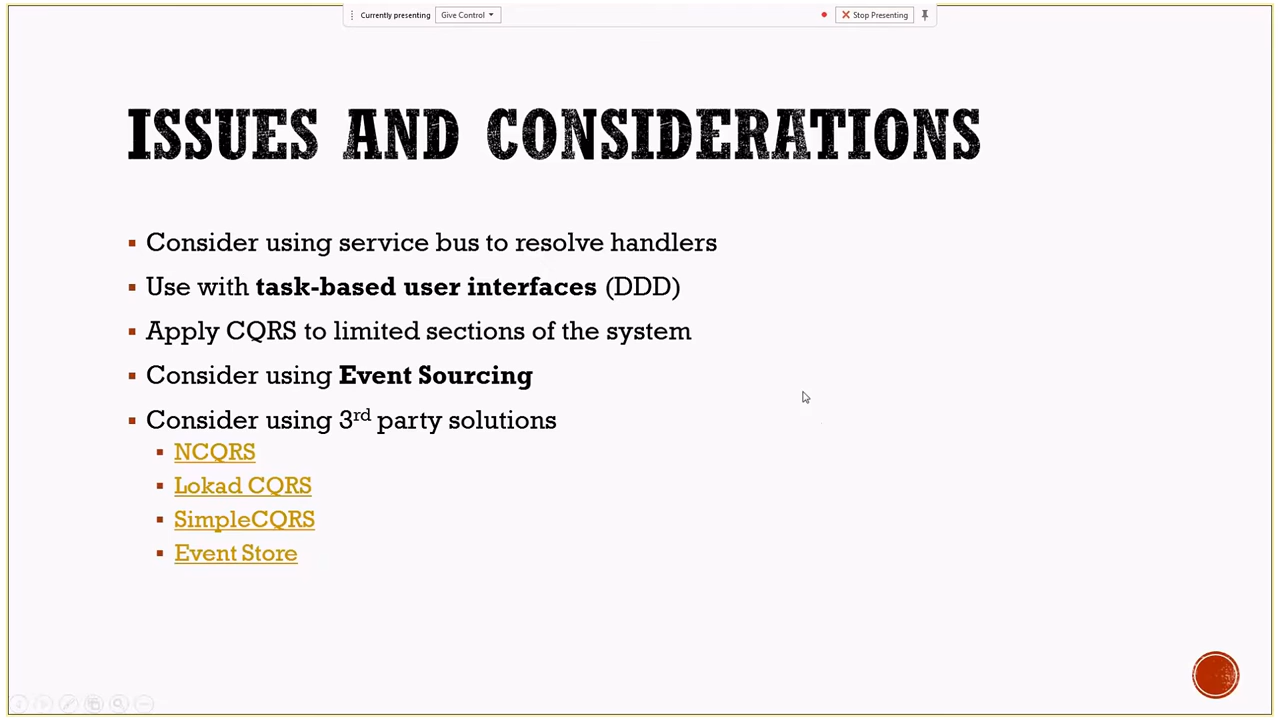 Currently presenting Give Control Stop Presenting
ISSUES AND CONSIDERATIONS
Consider using service bus to resolve handlers
Use with task-based user interfaces (DDD)
Apply CQRS to limited sections of the system
Consider using Event Sourcing
Consider using 3rd party solutions
NCQRS
Lokad CQRS
SimpleCQRS
Event Store